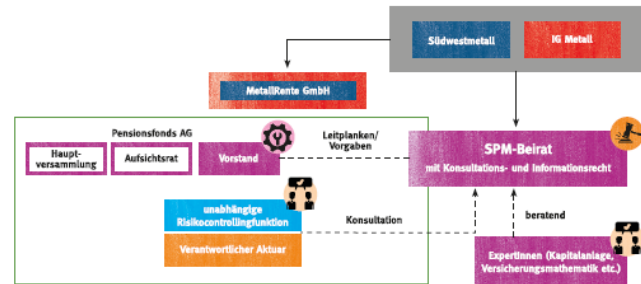 Südwestmetall
IG Metall
MetallRente GmbH
Pensionsfonds AG
Haupt-
versammlung
Aufsichtsrat
Vorstand
Leitplanken/
Vorgaben
SPM-Beirat
mit Konsultations- und Informationsrecht
unabhängige
Risikocontrollingfunktion
Verantwortlicher Aktuar
Konsultation
beratend
Expertinnen (Kapitalanlage,
Versicherungsmathematik etc.)